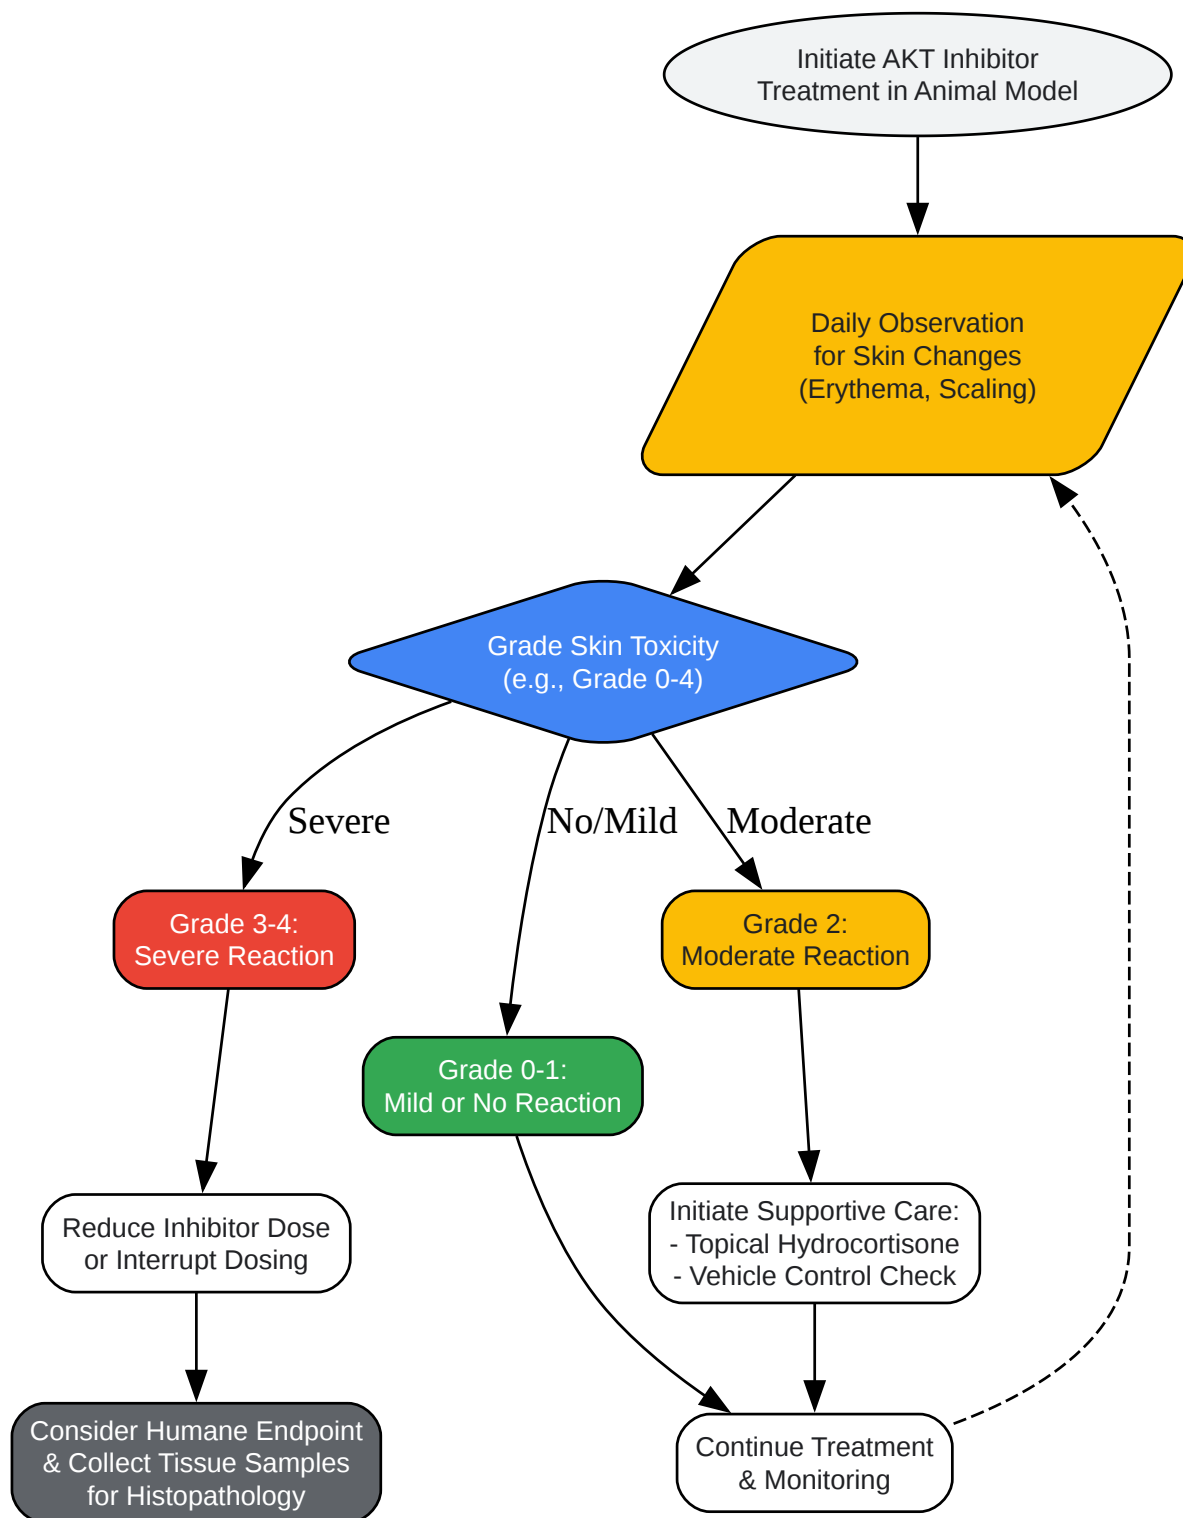 Initiate AKT Inhibitor
Treatment in Animal Model
Daily Observation
for Skin Changes
(Erythema, Scaling)
Grade Skin Toxicity
(e.g., Grade 0-4)
Severe
No/Mild
Moderate
Grade 3-4:
Severe Reaction
Grade 2:
Moderate Reaction
Grade 0-1:
Mild or No Reaction
Reduce Inhibitor Dose
or Interrupt Dosing
Initiate Supportive Care:
- Topical Hydrocortisone
- Vehicle Control Check
Consider Humane Endpoint
& Collect Tissue Samples
for Histopathology
Continue Treatment
& Monitoring